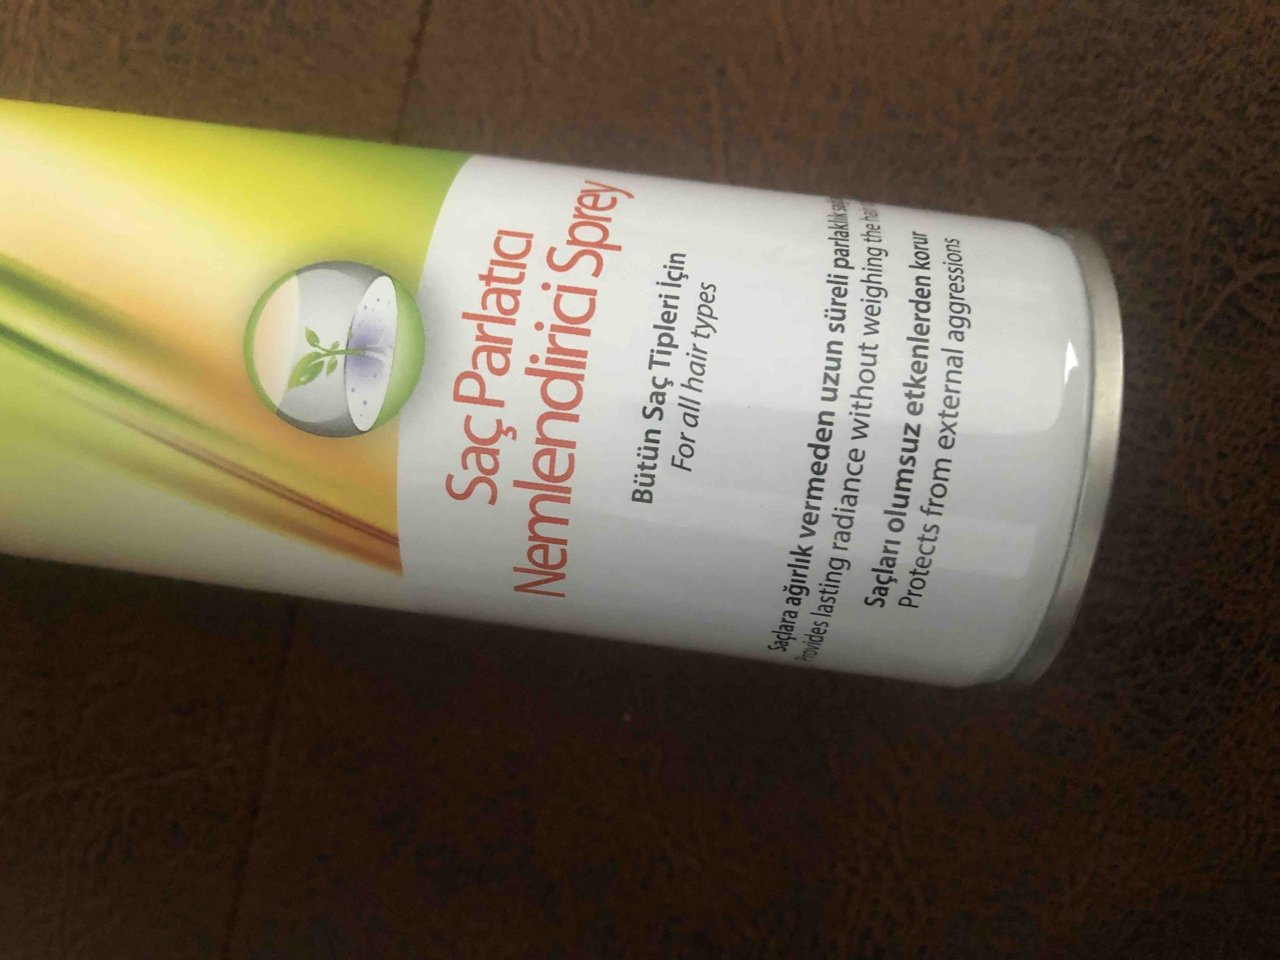 Saç Parlatıcı
Nemlendirici Sprey
Bütün Saç Tipleri İçin
For all hair types
Saçlara ağırlık vermeden uzun süreli parlaklık
Provides lasting radiance without weighing the
Saçları olumsuz etkenlerden korur
Protects from external aggressions